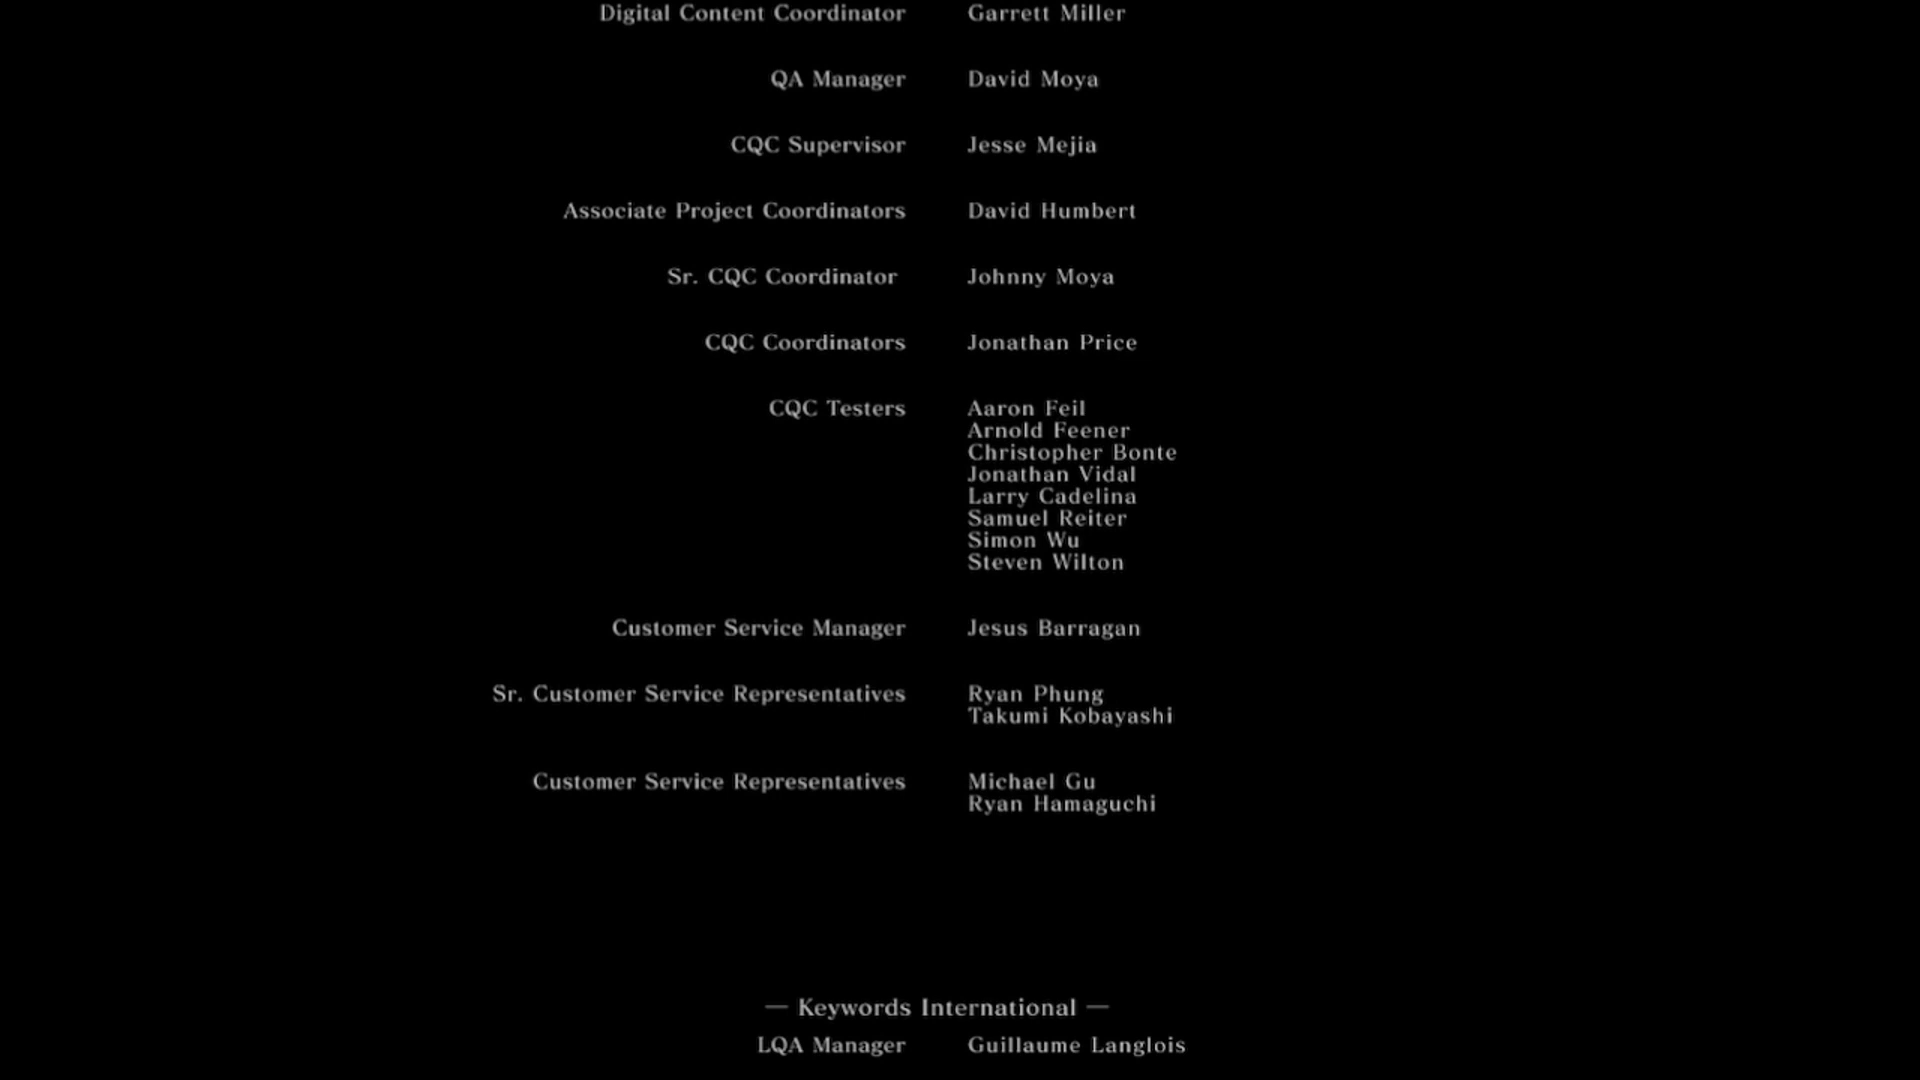 Digital Content Coordinator Garrett Miller
QA Manager David Moya
CQC Supervisor Jesse Mejia
Associate Project Coordinators David Humbert
Sr. CQC Coordinator Johnny Moya
CQC Coordinators Jonathan Price
CQC Testers Aaron Feil
Arnold Feener
Christopher Bonte
Jonathan Vidal
Larry Cadelina
Samuel Reiter
Simon Wu
Steven Wilton
Customer Service Manager Jesus Barragan
Sr. Customer Service Representatives Ryan Phung
Takumi Kobayashi
Customer Service Representatives Michael Gu
Ryan Hamaguchi
— Keywords International —
LQA Manager Guillaume Langlois